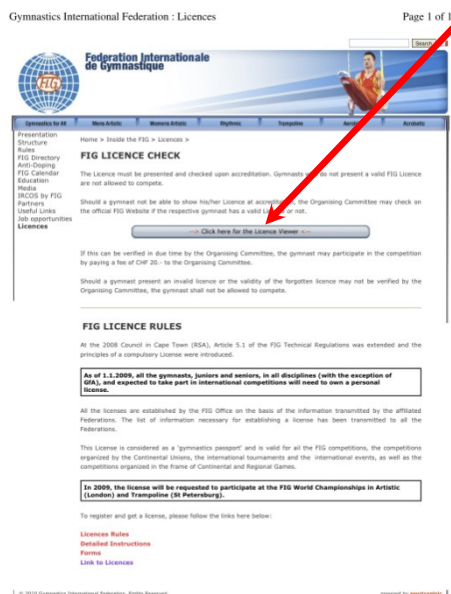 Gymnastics International Federation : Licences
Page 1 of 1
Search
Federation Internationale
de Gymnastique
Gymnastics for All
Mens Artistic
Womens Artistic
Rhythmic
Trampoline
Acrobatic
Presentation
Structure
Rules
FIG Directory
Anti-Doping
FIG Calendar
Education
Media
IRCOS by FIG
Partners
Useful Links
Job opportunities
Licences
Home > Inside the FIG > Licences >
FIG LICENCE CHECK
The Licence must be presented and checked upon accreditation. Gymnasts do not present a valid FIG Licence
are not allowed to compete.
Should a gymnast not be able to show his/her Licence at accreditation, the Organising Committee may check on
the official FIG Website if the respective gymnast has a valid Licence or not.
--> Click here for the Licence Viewer <--
If this can be verified in due time by the Organising Committee, the gymnast may participate in the competition
by paying a fee of CHF 20.- to the Organising Committee.
Should a gymnast present an invalid licence or the validity of the forgotten licence may not be verified by the
Organising Committee, the gymnast shall not be allowed to compete.
FIG LICENCE RULES
At the 2008 Council in Cape Town (RSA), Article 5.1 of the FIG Technical Regulations was extended and the
principles of a compulsory License were introduced.
As of 1.1.2009, all the gymnasts, juniors and seniors, in all disciplines (with the exception of
GfA), and expected to take part in international competitions will need to own a personal
license.
All the licenses are established by the FIG Office on the basis of the information transmitted by the affiliated
Federations. The list of information necessary for establishing a license has been transmitted to all the
Federations.
This License is considered as a 'gymnastics passport' and is valid for all the FIG competitions, the competitions
organized by the Continental Unions, the international tournaments and the international events, as well as the
competitions organized in the frame of Continental and Regional Games.
In 2009, the license will be requested to participate at the FIG World Championships in Artistic
(London) and Trampoline (St Petersburg).
To register and get a license, please follow the links here below:
Licences Rules
Detailed Instructions
Forms
Link to Licences
© 2010 Gymnastics International Federation. Rights Reserved